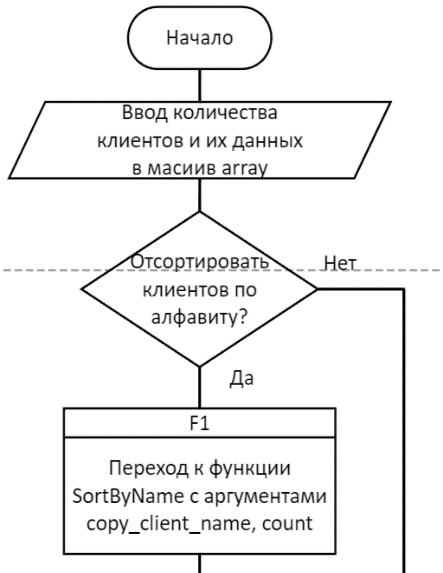 Начало
Ввод количества
клиентов и их данных
в масиив array
Отсортировать
клиентов по
алфавиту?
Нет
Да
F1
Переход к функции
SortByName с аргументами
copy_client_name, count